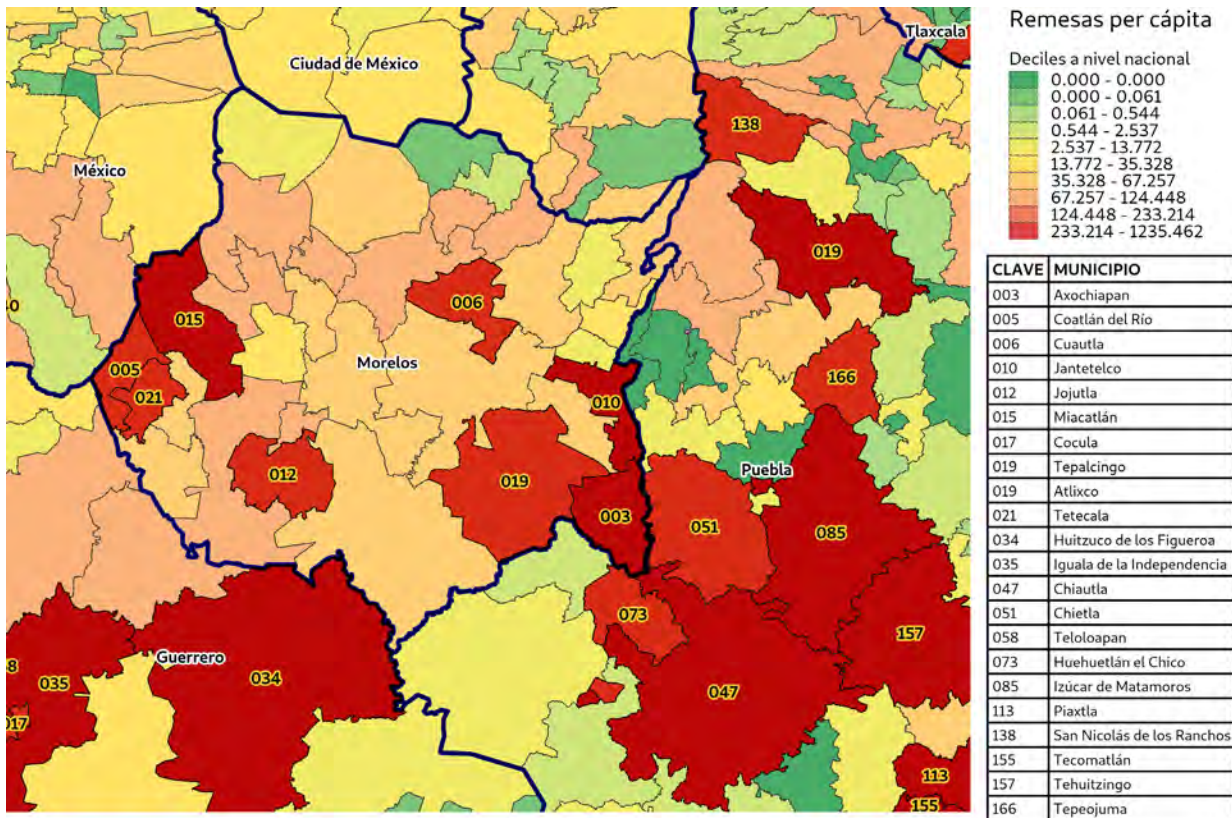 Tlaxcala
Ciudad de México
138
México
019
006
015
Morelos
005
166
021
010
012
019
Puebla
003
051
085
073
157
Guerrero
034
035
047
017
113
155
Remesas per cápita
Deciles a nivel nacional
0.000 - 0.000
0.000 - 0.061
0.061 - 0.544
0.544 - 2.537
2.537 - 13.772
13.772 - 35.328
35.328 - 67.257
67.257 - 124.448
124.448 - 233.214
233.214 - 1235.462
CLAVE MUNICIPIO
003 Axochiapan
005 Coatlán del Río
006 Cuautla
010 Jantetelco
012 Jojutla
015 Miacatlán
017 Cocula
019 Tepalcingo
019 Atlixco
021 Tetecala
034 Huitzuco de los Figueroa
035 Iguala de la Independencia
047 Chiautla
051 Chietla
058 Teloloapan
073 Huehuetlán el Chico
085 Izúcar de Matamoros
113 Piaxtla
138 San Nicolás de los Ranchos
155 Tecomatlán
157 Tehuitzingo
166 Tepeojuma